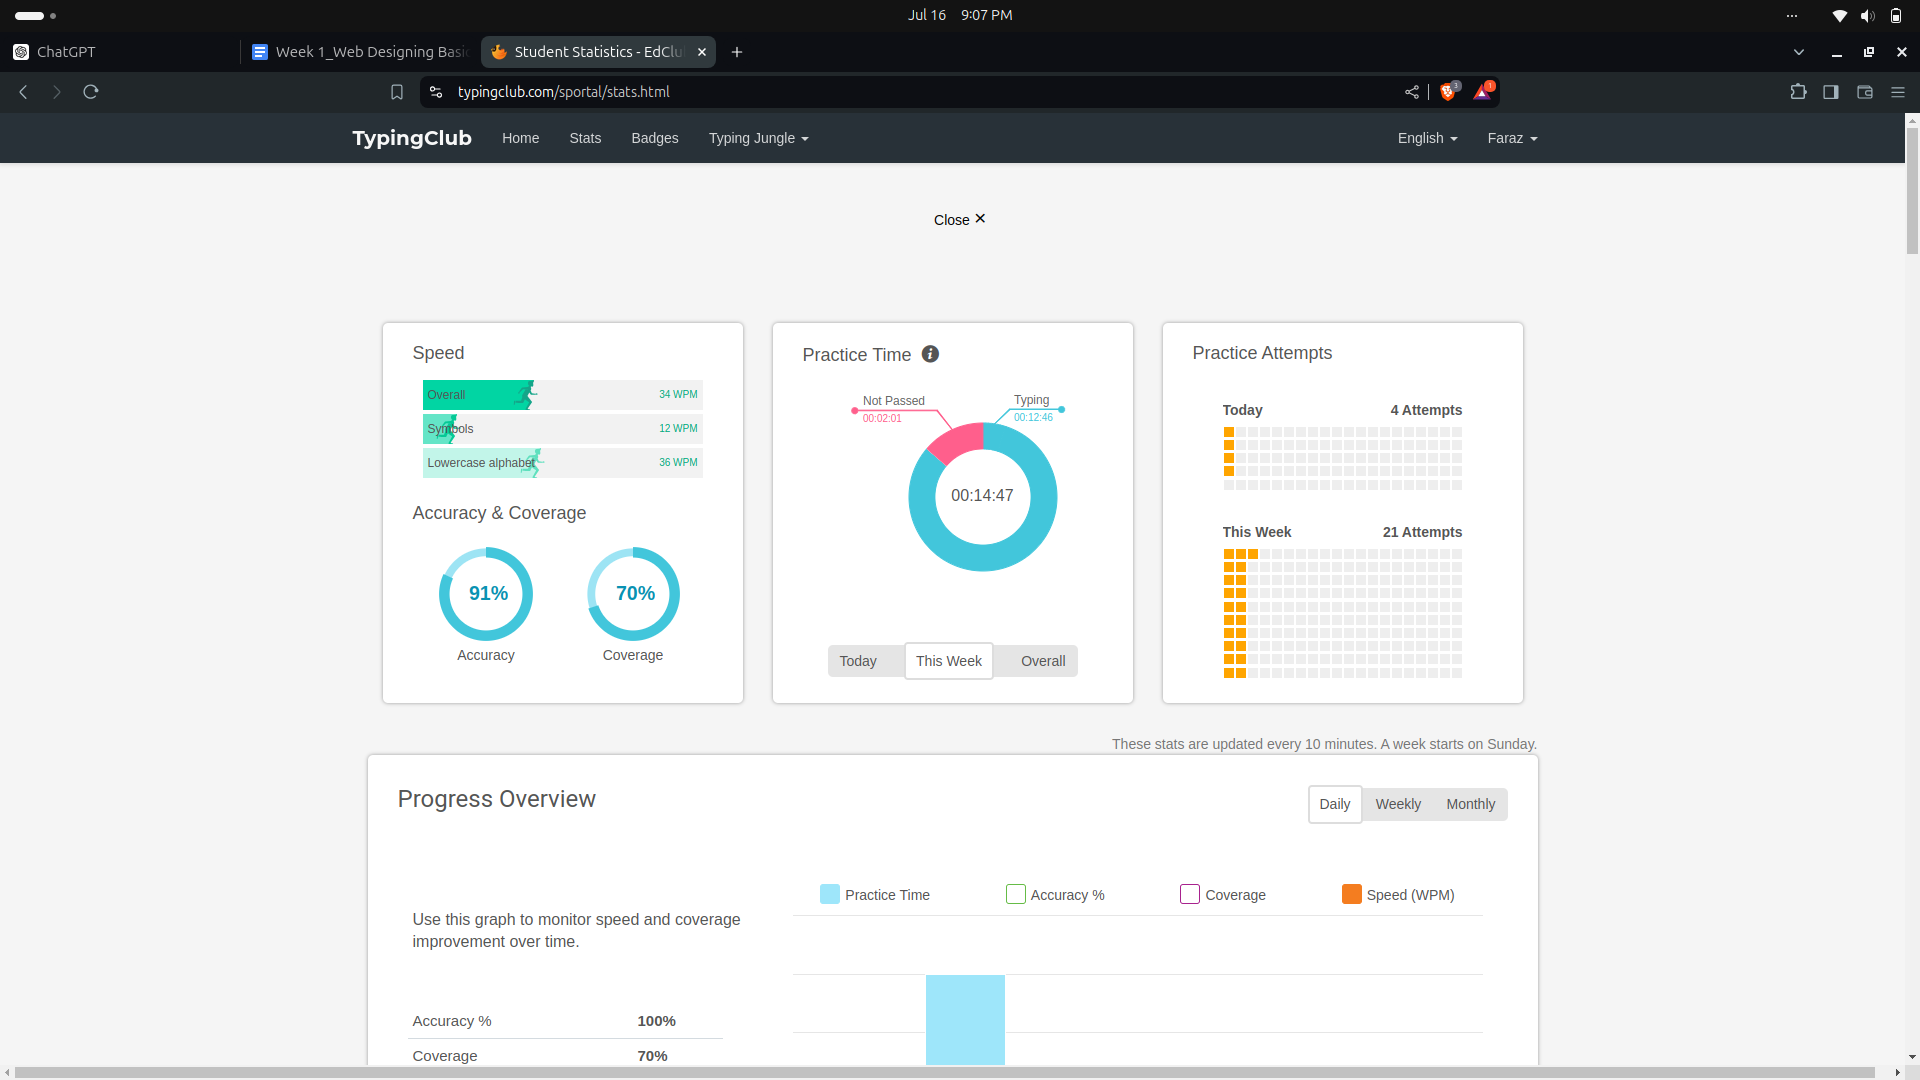 Jul 16 9:07 PM
ChatGPT
Week 1_Web Designing Basi
Student Statistics - EdClu
typingclub.com/sportal/stats.html
3
1
TypingClub
Home
Stats
Badges
Typing Jungle
English
Faraz
Close ✕
Speed
Overall 34 WPM
Symbols 12 WPM
Lowercase alphabet 36 WPM
Accuracy & Coverage
91%
70%
Accuracy
Coverage
Practice Time
Not Passed
00:02:01
Typing
00:12:46
00:14:47
Today
This Week
Overall
Practice Attempts
Today 4 Attempts
This Week 21 Attempts
These stats are updated every 10 minutes. A week starts on Sunday.
Progress Overview
Daily
Weekly
Monthly
Practice Time
Accuracy %
Coverage
Speed (WPM)
Use this graph to monitor speed and coverage
improvement over time.
Accuracy % 100%
Coverage 70%